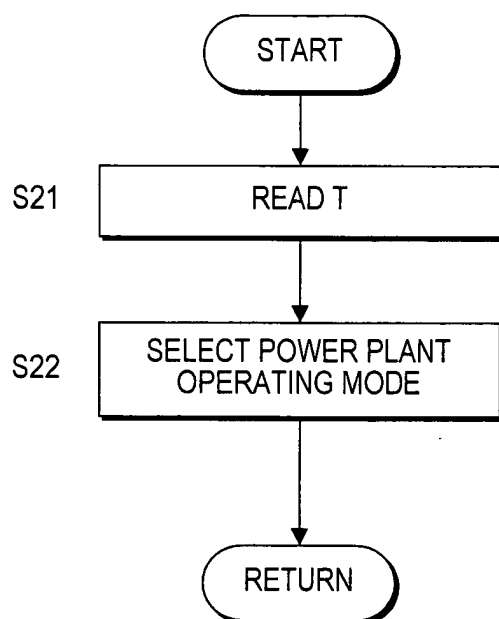 START
S21
READ T
S22
SELECT POWER PLANT
OPERATING MODE
RETURN